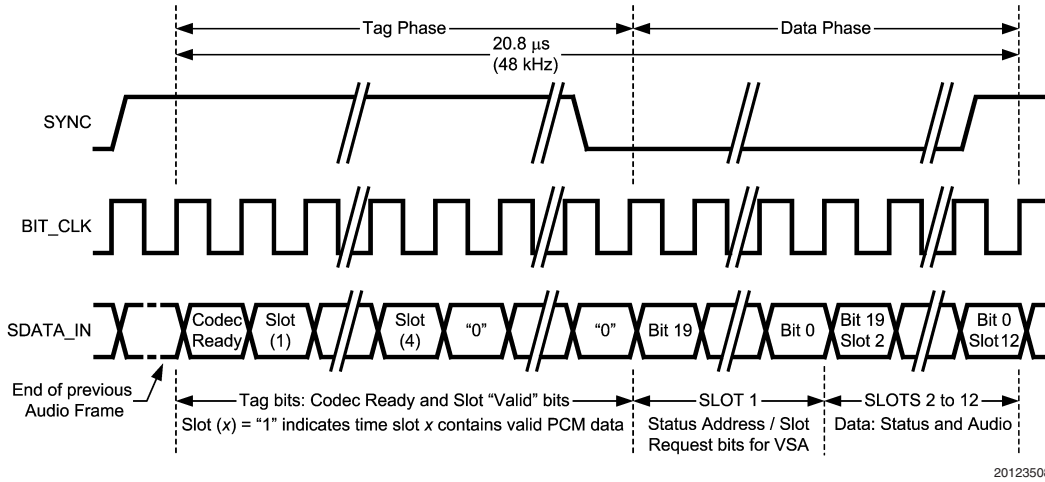 Tag Phase
Data Phase
20.8 μs
(48 kHz)
SYNC
BIT_CLK
SDATA_IN
Codec
Ready
Slot
(1)
Slot
(4)
“0”
“0”
Bit 19
Bit 0
Bit 19
Slot 2
Bit 0
Slot12
End of previous
Audio Frame
Tag bits: Codec Ready and Slot “Valid” bits
Slot (x) = “1” indicates time slot x contains valid PCM data
SLOT 1
Status Address / Slot
Request bits for VSA
SLOTS 2 to 12
Data: Status and Audio
20123508